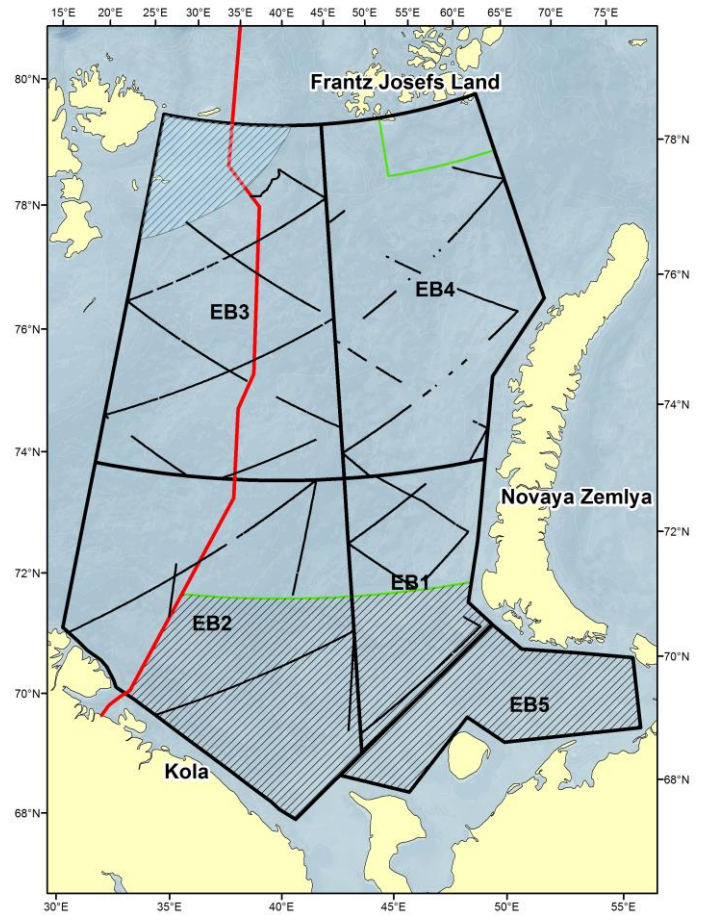 15°E 20°E 25°E 30°E 35°E 40°E 45°E 50°E 55°E 60°E 65°E 70°E 75°E
80°N
Frantz Josefs Land
78°N
78°N
76°N
EB4
EB3
76°N
74°N
74°N
Novaya Zemlya
72°N
72°N
EB1
EB2
70°N
70°N
EB5
Kola
68°N
68°N
30°E 35°E 40°E 45°E 50°E 55°E